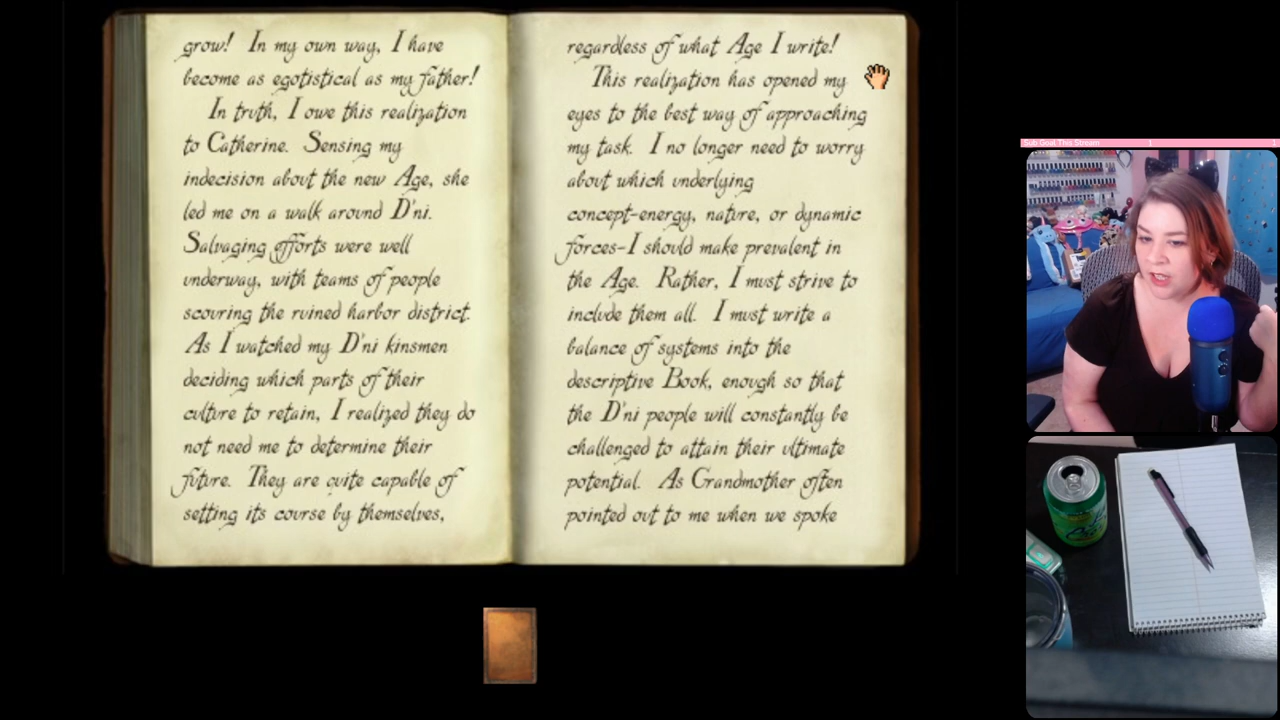 grow! In my own way, I have
become as egotistical as my father!
In truth, I owe this realization
to Catherine. Sensing my
indecision about the new Age, she
led me on a walk around D'ni.
Salvaging efforts were well
underway, with teams of people
scouring the ruined harbor district.
As I watched my D'ni kinsmen
deciding which parts of their
culture to retain, I realized they do
not need me to determine their
future. They are quite capable of
setting its course by themselves,
regardless of what Age I write!
This realization has opened my
eyes to the best way of approaching
my task. I no longer need to worry
about which underlying
concept-energy, nature, or dynamic
forces-I should make prevalent in
the Age. Rather, I must strive to
include them all. I must write a
balance of systems into the
descriptive Book, enough so that
the D'ni people will constantly be
challenged to attain their ultimate
potential. As Grandmother often
pointed out to me when we spoke
Sub Goal This Stream 1